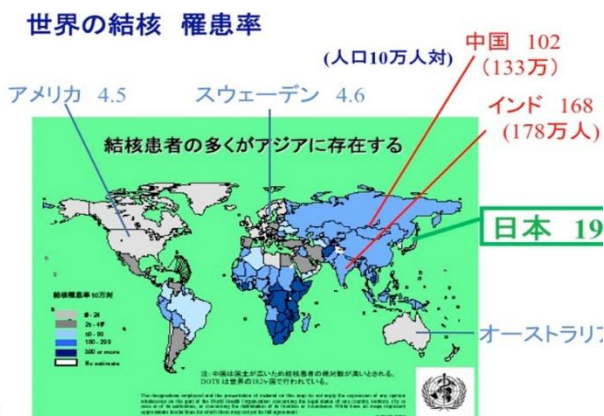 世界の結核 罹患率
(人口10万人対)
中国 102
(133万)
アメリカ 4.5
スウェーデン 4.6
インド 168
(178万人)
結核患者の多くがアジアに存在する
日本 19
オーストラリア
結核罹患率 10万対
No estimate
注:中国は国土が広いため結核患者の絶対数が高いとされる。
DOTS は世界の182ヶ国で行われている。